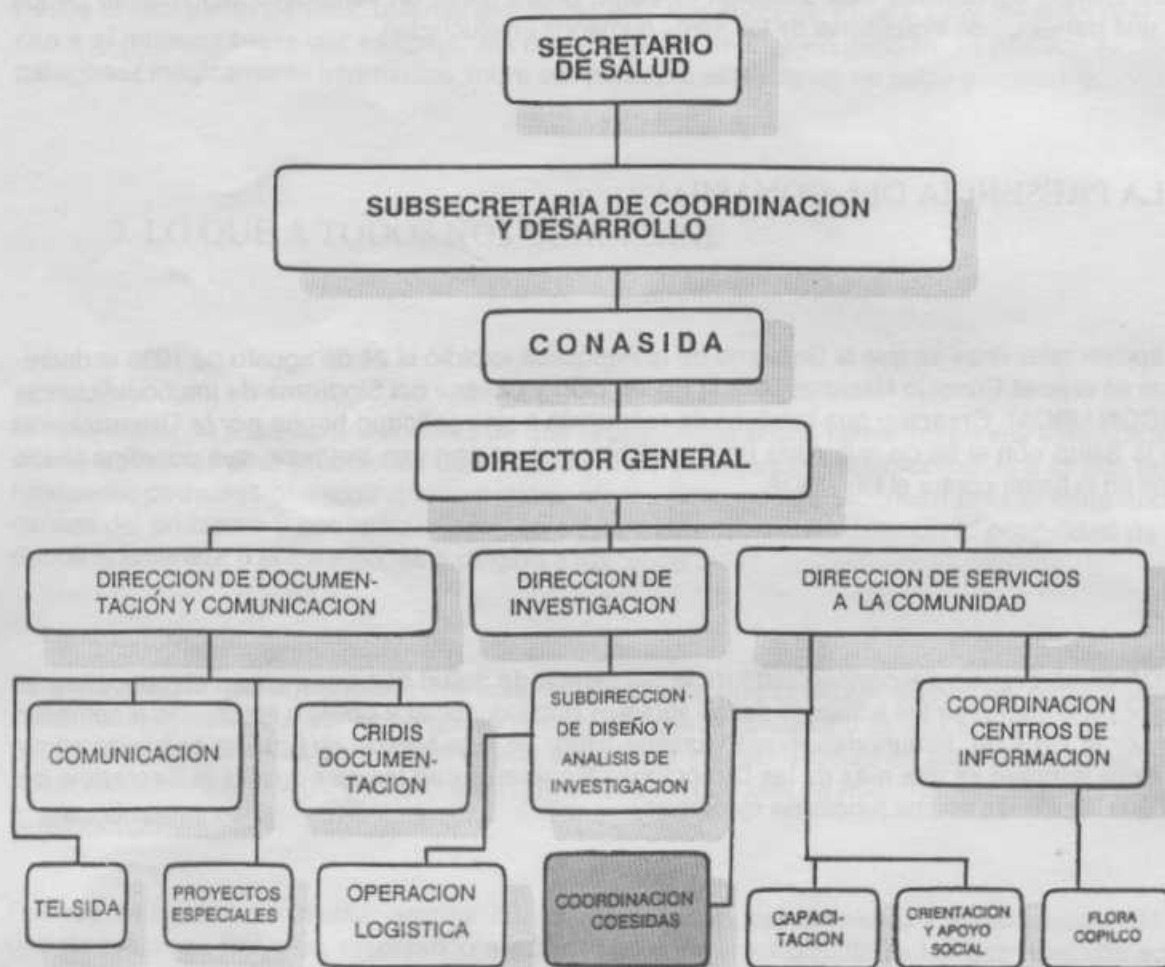 SECRETARIO
DE SALUD
SUBSECRETARIA DE COORDINACION
Y DESARROLLO
CONASIDA
DIRECTOR GENERAL
DIRECCION DE DOCUMEN-
TACIÓN Y COMUNICACION
DIRECCION DE
INVESTIGACION
DIRECCION DE SERVICIOS
A LA COMUNIDAD
COMUNICACION
CRIDIS
DOCUMEN-
TACION
SUBDIRECCION
DE DISEÑO Y
ANALISIS DE
INVESTIGACION
COORDINACION
CENTROS DE
INFORMACION
TELSIDA
PROYECTOS
ESPECIALES
OPERACION
LOGISTICA
COORDINACION
COESIDAS
CAPACI-
TACION
ORIENTACION
Y APOYO
SOCIAL
FLORA
COPILCO